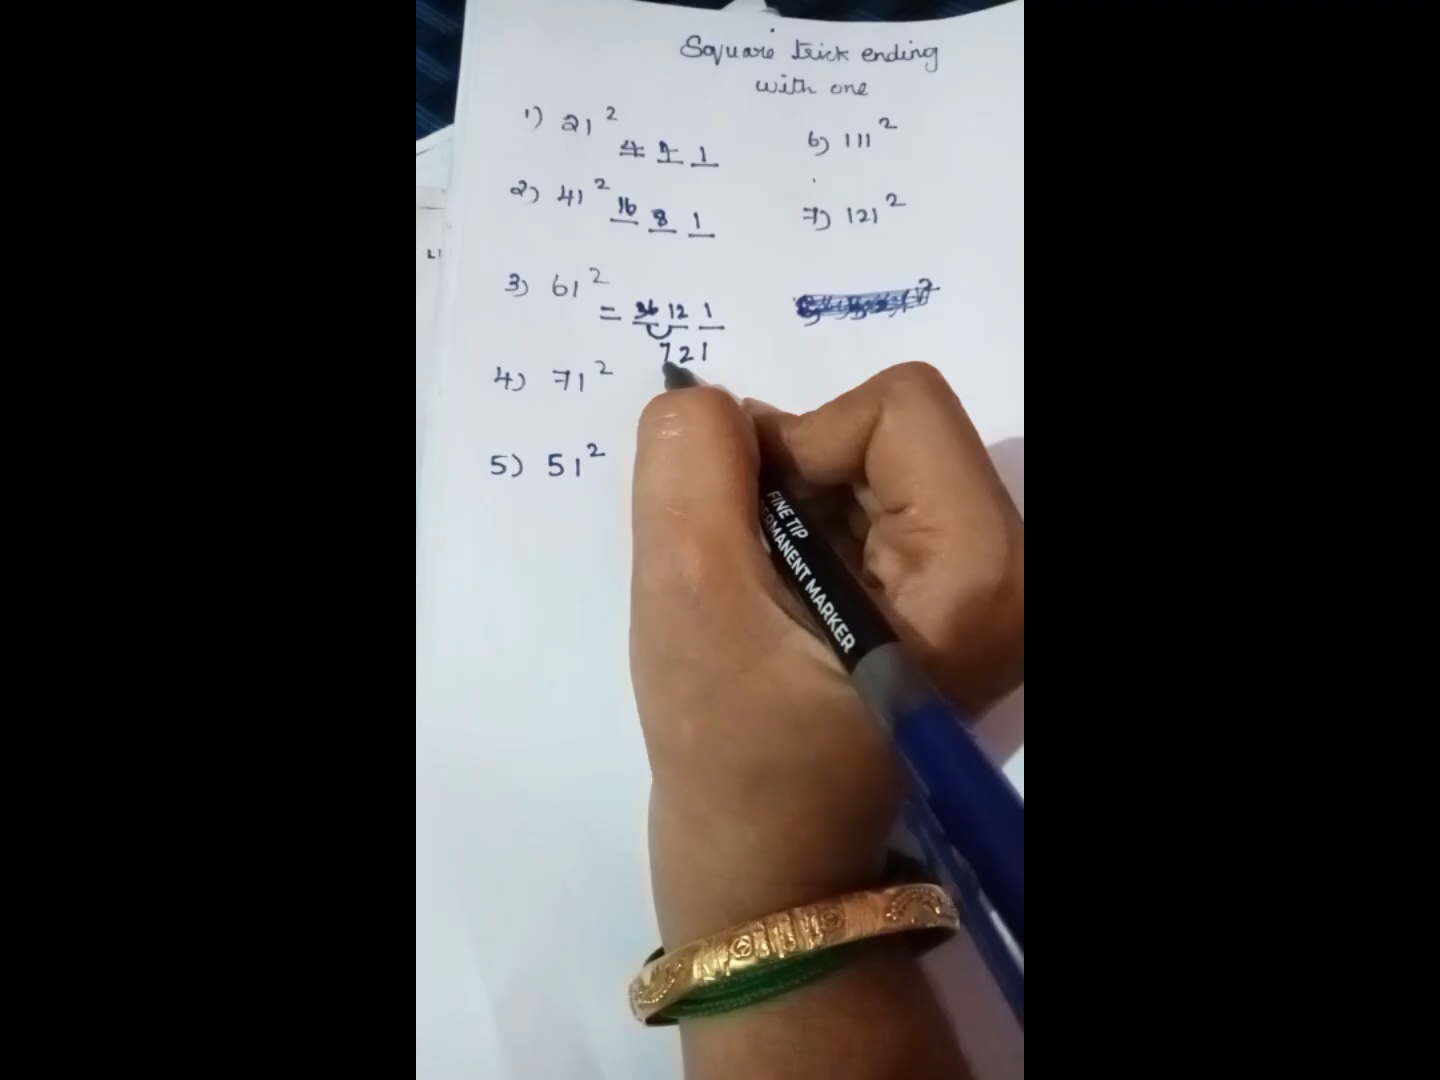 Square trick ending
with one
1) 21²
4 4 1
2) 41²
16 8 1
3) 61²
= 36 12 1
721
4) 71²
5) 51²
6) 111²
7) 121²
FINE TIP
PERMANENT MARKER